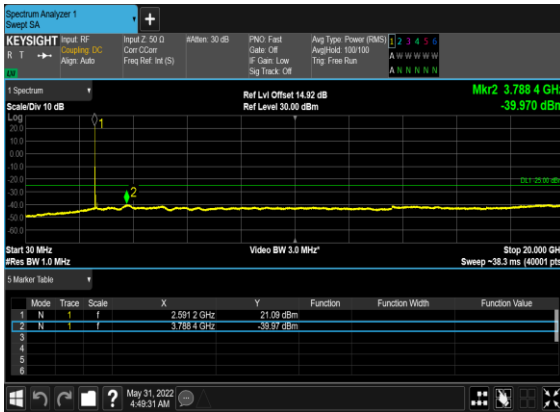 Spectrum Analyzer 1
Swept SA
+
KEYSIGHT Input: RF Input Z: 50 Ω #Atten: 30 dB PNO: Fast Avg Type: Power (RMS) 1 2 3 4 5 6
R T Coupling: DC Corr CCorr Gate: Off Avg|Hold: 100/100 A W W W W W
Align: Auto Freq Ref: Int (S) IF Gain: Low Trig: Free Run A N N N N N
Sig Track: Off
1 Spectrum Ref Lvl Offset 14.92 dB Mkr2 3.788 4 GHz
Scale/Div 10 dB Ref Level 30.00 dBm -39.970 dBm
Log
20.0
10.0
0.00
-10.0
-20.0
-30.0
-40.0
-50.0
-60.0
1
2
DL1 -25.00 dBm
Start 30 MHz Video BW 3.0 MHz* Stop 20.000 GHz
#Res BW 1.0 MHz Sweep ~38.3 ms (40001 pts)
5 Marker Table
Mode Trace Scale X Y Function Function Width Function Value
1 N 1 f 2.591 2 GHz 21.09 dBm
2 N 1 f 3.788 4 GHz -39.97 dBm
3
4
5
6
? May 31, 2022
4:49:31 AM